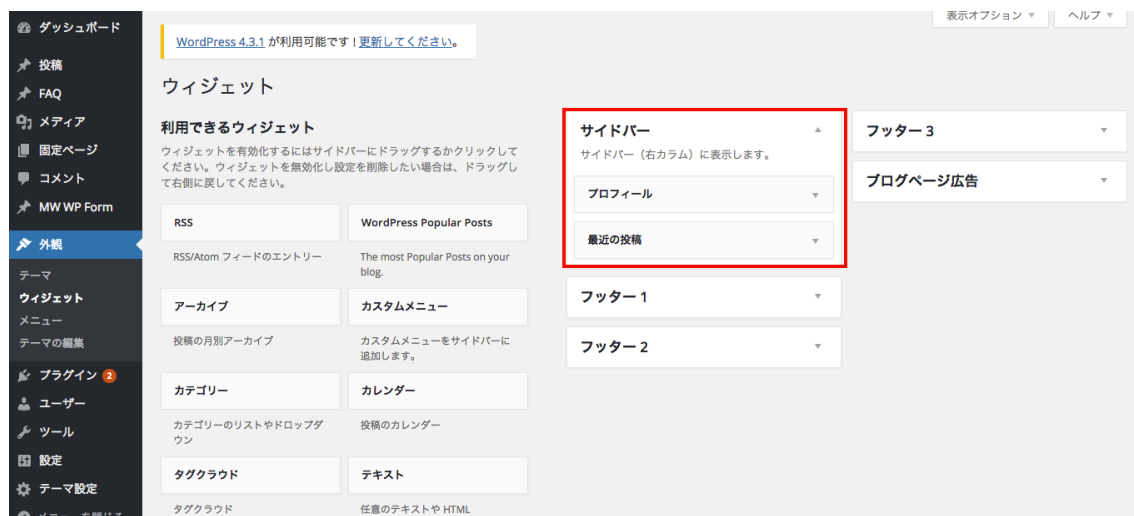 ダッシュボード
投稿
FAQ
メディア
固定ページ
コメント
MW WP Form
外観
テーマ
ウィジェット
メニュー
テーマの編集
プラグイン 2
ユーザー
ツール
設定
テーマ設定
メニューを閉じる
表示オプション
ヘルプ
WordPress 4.3.1 が利用可能です ! 更新してください。
ウィジェット
利用できるウィジェット
ウィジェットを有効化するにはサイドバーにドラッグするかクリックして
ください。ウィジェットを無効化し設定を削除したい場合は、ドラッグし
て右側に戻してください。
RSS
RSS/Atom フィードのエントリー
WordPress Popular Posts
The most Popular Posts on your
blog.
アーカイブ
投稿の月別アーカイブ
カスタムメニュー
カスタムメニューをサイドバーに
追加します。
カテゴリー
カテゴリーのリストやドロップダ
ウン
カレンダー
投稿のカレンダー
タグクラウド
タグクラウド
テキスト
任意のテキストや HTML
サイドバー
サイドバー（右カラム）に表示します。
プロフィール
最近の投稿
フッター 1
フッター 2
フッター 3
ブログページ広告